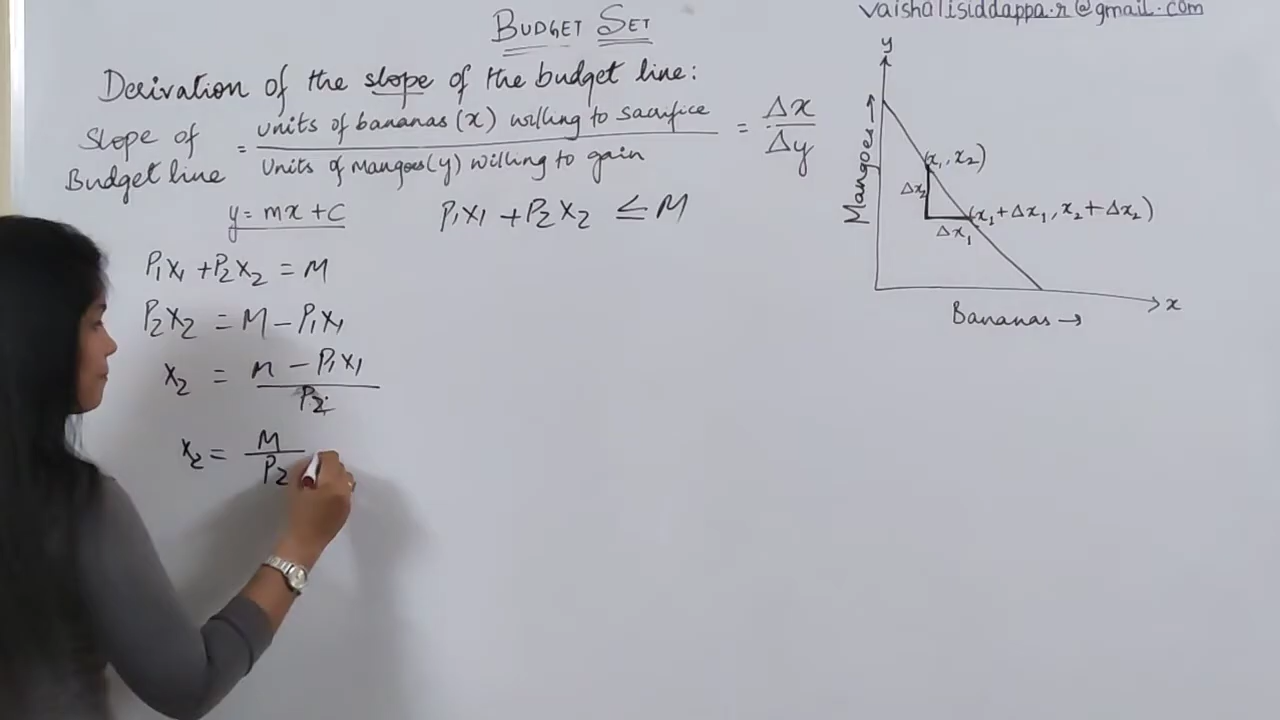 BUDGET SET
vaishalisiddappa.r@gmail.com
Derivation of the slope of the budget line:
Slope of Budget line = units of bananas (x) willing to sacrifice / Units of Mangoes(y) willing to gain = Δx / Δy
y = mx + C
P₁x₁ + P₂x₂ ≤ M
P₁x₁ + P₂x₂ = M
P₂x₂ = M − P₁x₁
x₂ = M − P₁x₁ / P₂
x₂ = M / P₂
y
Mangoes →
(x₁, x₂)
Δx₂
(x₁ + Δx₁, x₂ + Δx₂)
Δx₁
x
Bananas →